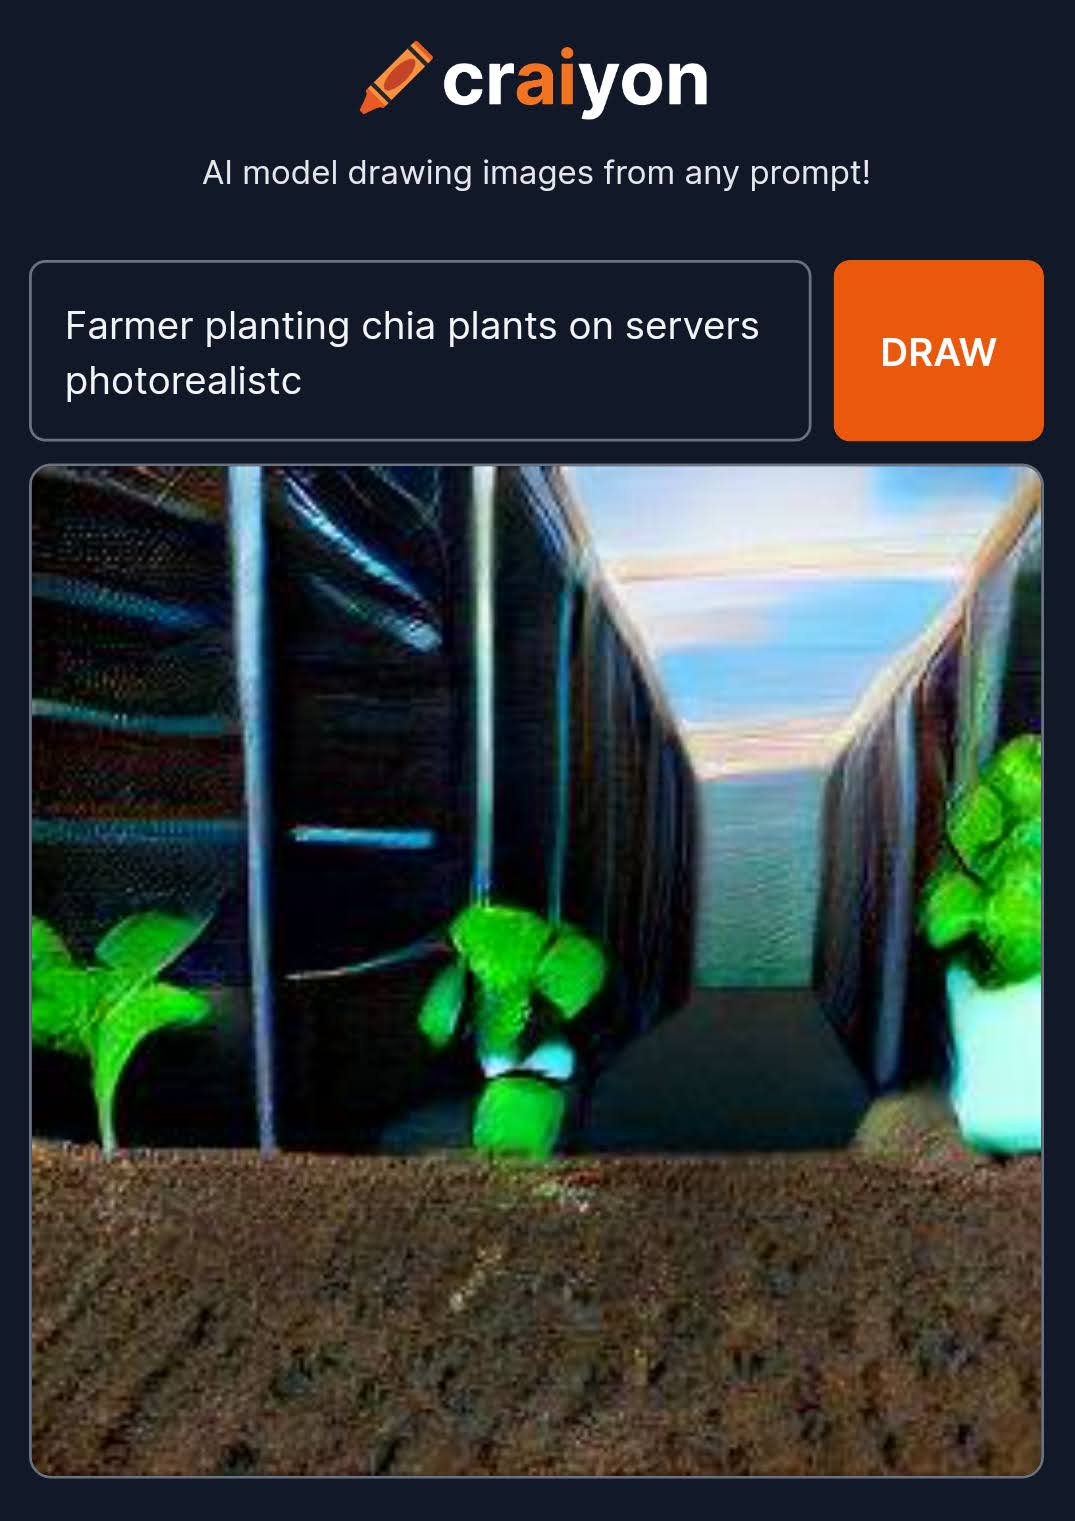 craiyon
AI model drawing images from any prompt!
Farmer planting chia plants on servers
photorealistc
DRAW